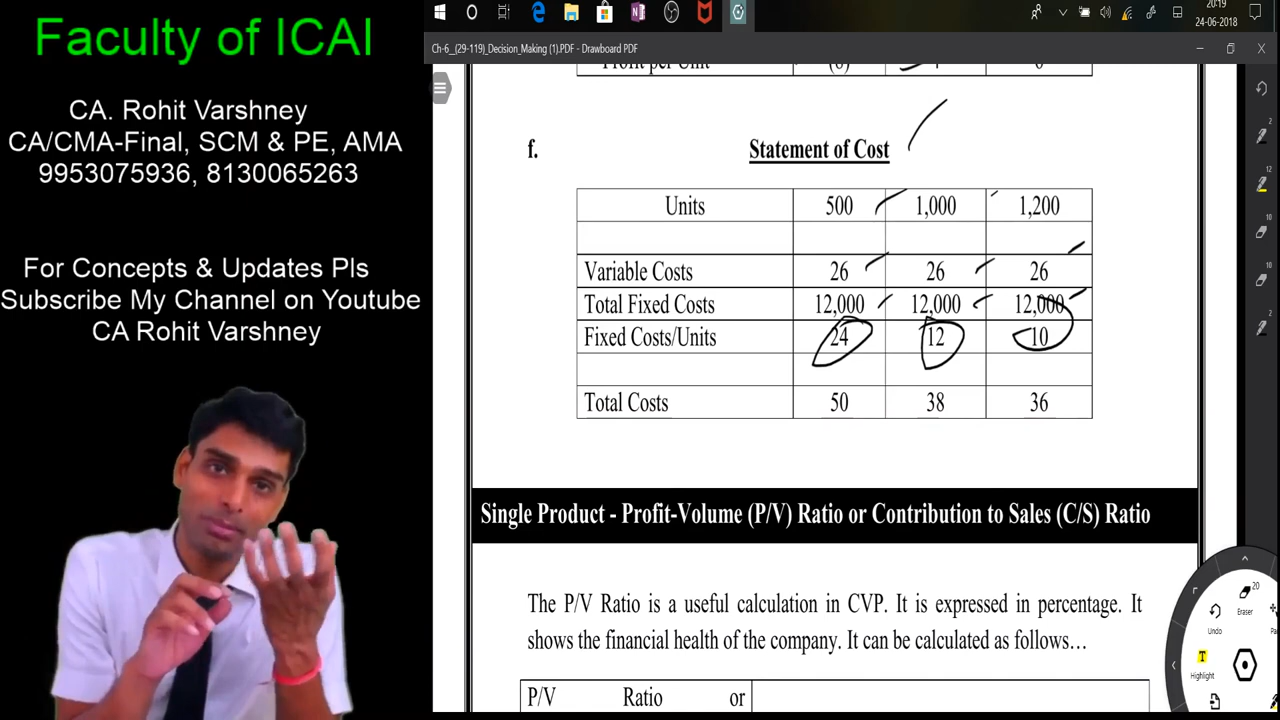 Faculty of ICAI
CA. Rohit Varshney
CA/CMA-Final, SCM & PE, AMA
9953075936, 8130065263
For Concepts & Updates Pls
Subscribe My Channel on Youtube
CA Rohit Varshney
20:19
24-06-2018
Ch-6__(29-119)_Decision_Making (1).PDF - Drawboard PDF
Profit per Unit (6)
f. Statement of Cost
Units 500 1,000 1,200
Variable Costs 26 26 26
Total Fixed Costs 12,000 12,000 12,000
Fixed Costs/Units 24 12 10
Total Costs 50 38 36
Single Product - Profit-Volume (P/V) Ratio or Contribution to Sales (C/S) Ratio
The P/V Ratio is a useful calculation in CVP. It is expressed in percentage. It
shows the financial health of the company. It can be calculated as follows…
P/V Ratio or
20
Eraser
Undo
T
Highlight